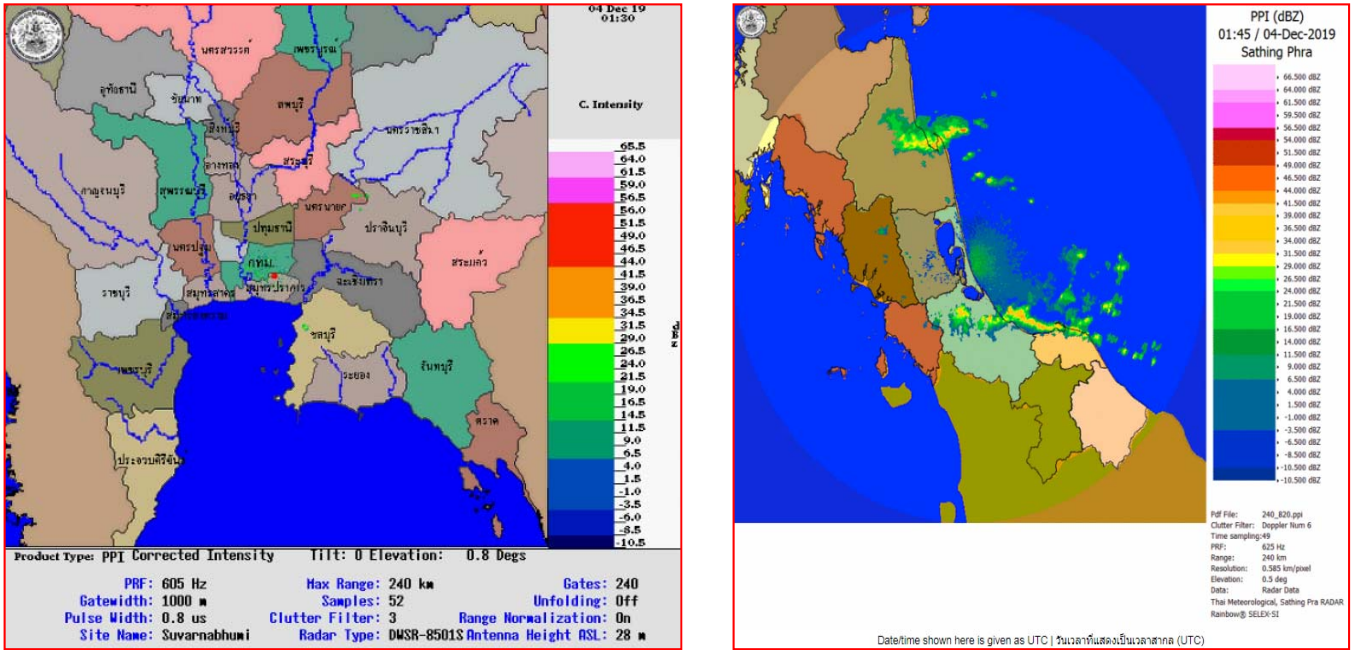 04 Dec 19
01:30
นครสวรรค์
เพชรบูรณ์
อุทัยธานี
ชัยนาท
ลพบุรี
C. Intensity
สิงห์บุรี
นครราชสีมา
อ่างทอง
สระบุรี
กาญจนบุรี
สุพรรณบุรี
อยุธยา
นครนายก
ปราจีนบุรี
ปทุมธานี
นครปฐม
กทม.
สระแก้ว
ราชบุรี
สมุทรสาคร
สมุทรปราการ
ฉะเชิงเทรา
ชลบุรี
เพชรบุรี
ระยอง
จันทบุรี
ตราด
ประจวบคีรีขัน
65.5
64.0
61.5
59.0
56.5
56.0
51.5
49.0
46.5
44.0
41.5
39.0
36.5
34.5
31.5
29.0
26.5
24.0
21.5
19.0
16.5
14.5
11.5
9.0
6.5
4.0
1.5
-1.0
-3.5
-6.0
-8.5
-10.5
Product Type: PPI Corrected Intensity Tilt: 0 Elevation: 0.8 Degs
PRF: 605 Hz Max Range: 240 km Gates: 240
Gatewidth: 1000 m Samples: 52 Unfolding: Off
Pulse Width: 0.8 us Clutter Filter: 3 Range Normalization: On
Site Name: Suvarnabhumi Radar Type: DWSR-8501S Antenna Height ASL: 28 m
PPI (dBZ)
01:45 / 04-Dec-2019
Sathing Phra
66.500 dBZ
64.000 dBZ
61.500 dBZ
59.500 dBZ
56.500 dBZ
54.000 dBZ
51.500 dBZ
49.000 dBZ
46.500 dBZ
44.000 dBZ
41.500 dBZ
39.000 dBZ
36.500 dBZ
34.000 dBZ
31.500 dBZ
29.000 dBZ
26.500 dBZ
24.000 dBZ
21.500 dBZ
19.000 dBZ
16.500 dBZ
14.000 dBZ
11.500 dBZ
9.000 dBZ
6.500 dBZ
4.000 dBZ
1.500 dBZ
-1.000 dBZ
-3.500 dBZ
-6.500 dBZ
-8.500 dBZ
-10.500 dBZ
-10.500 dBZ
Pdf File: 240_B20.ppi
Clutter Filter: Doppler Num 6
Time sampling:49
PRF: 625 Hz
Range: 240 km
Resolution: 0.585 km/pixel
Elevation: 0.5 deg
Data: Radar Data
Thai Meteorological, Sathing Pra RADAR
Rainbow® SELEX-SI
Date/time shown here is given as UTC | วันเวลาที่แสดงเป็นเวลาสากล (UTC)